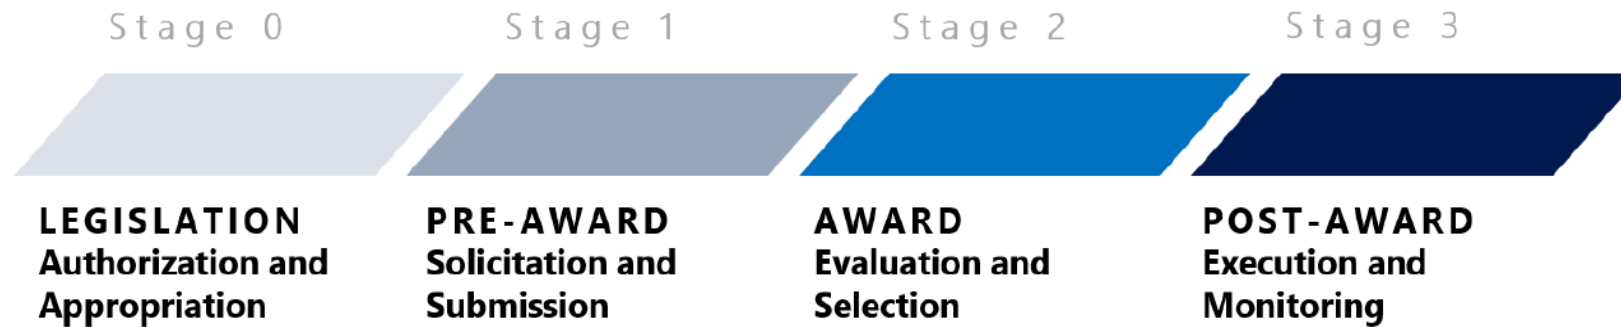 Stage 0
Stage 1
Stage 2
Stage 3
LEGISLATION
Authorization and
Appropriation
PRE-AWARD
Solicitation and
Submission
AWARD
Evaluation and
Selection
POST-AWARD
Execution and
Monitoring